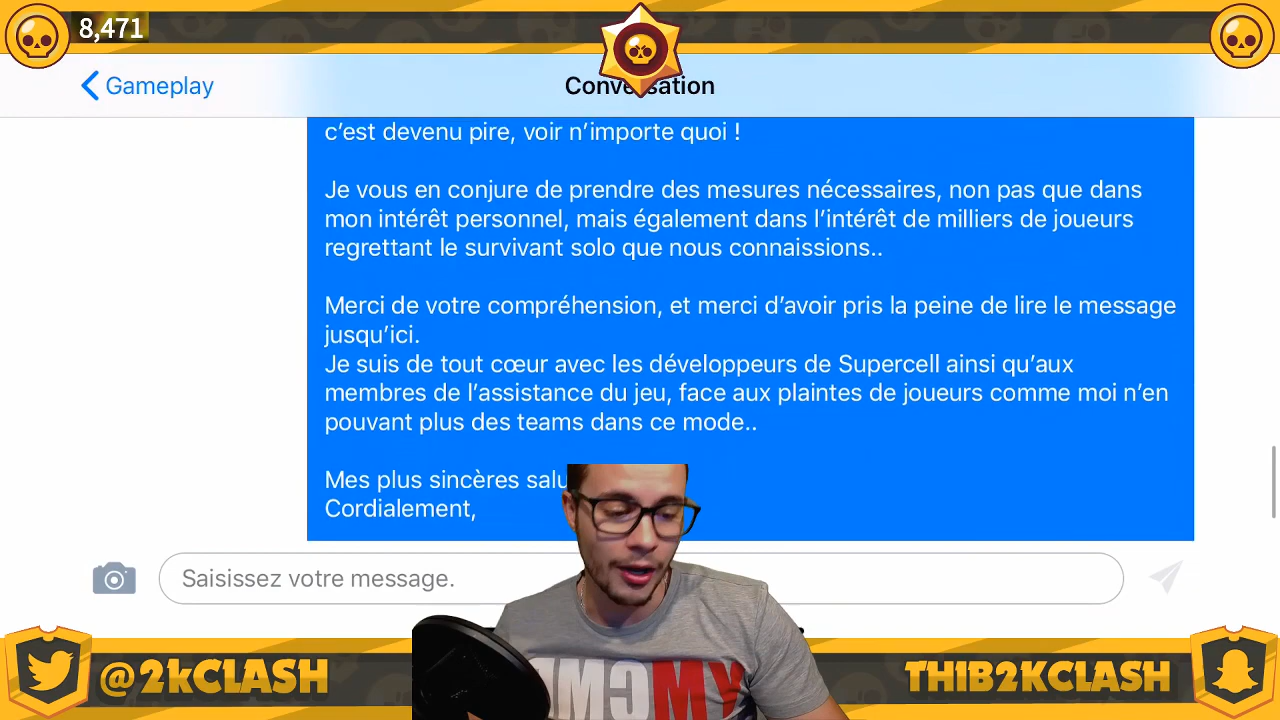 8,471
Gameplay
Conve sation
c’est devenu pire, voir n’importe quoi !
Je vous en conjure de prendre des mesures nécessaires, non pas que dans
mon intérêt personnel, mais également dans l’intérêt de milliers de joueurs
regrettant le survivant solo que nous connaissions..
Merci de votre compréhension, et merci d’avoir pris la peine de lire le message
jusqu’ici.
Je suis de tout cœur avec les développeurs de Supercell ainsi qu’aux
membres de l’assistance du jeu, face aux plaintes de joueurs comme moi n’en
pouvant plus des teams dans ce mode..
Mes plus sincères salu
Cordialement,
Saisissez votre message.
@2kCLASH
THIB2KCLASH